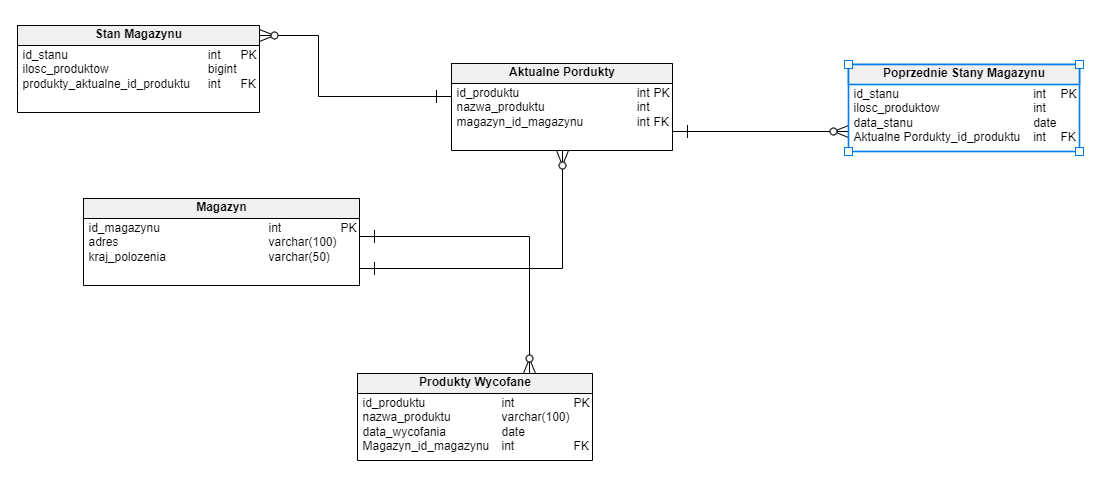 Stan Magazynu
id_stanu int PK
ilosc_produktow bigint
produkty_aktualne_id_produktu int FK
Aktualne Pordukty
id_produktu int PK
nazwa_produktu int
magazyn_id_magazynu int FK
Poprzednie Stany Magazynu
id_stanu int PK
ilosc_produktow int
data_stanu date
Aktualne Pordukty_id_produktu int FK
Magazyn
id_magazynu int PK
adres varchar(100)
kraj_polozenia varchar(50)
Produkty Wycofane
id_produktu int PK
nazwa_produktu varchar(100)
data_wycofania date
Magazyn_id_magazynu int FK